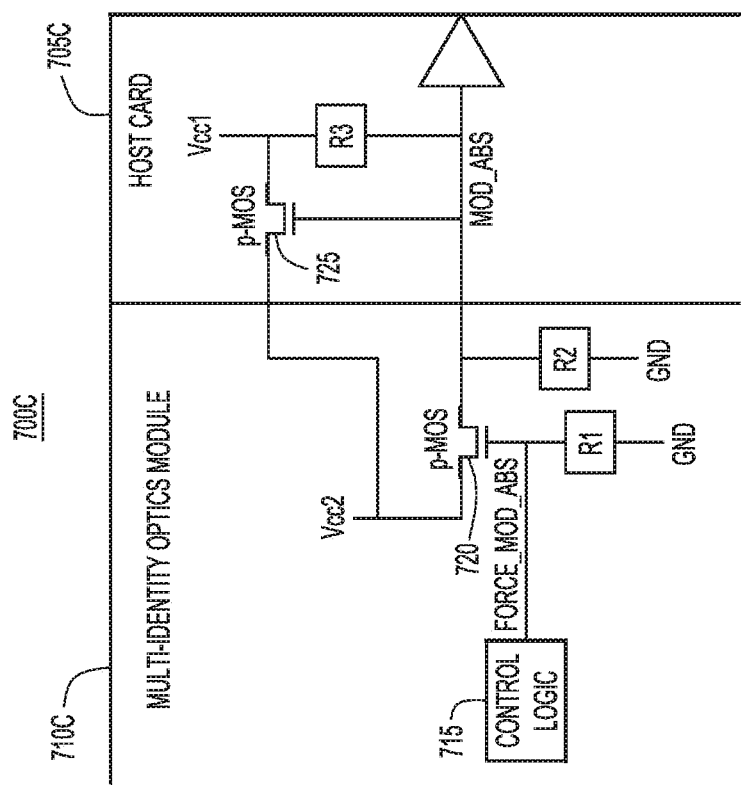 700C
710C
705C
MULTI-IDENTITY OPTICS MODULE
HOST CARD
Vcc1
p-MOS
R3
725
MOD_ABS
Vcc2
p-MOS
720
R2
GND
FORCE_MOD_ABS
R1
GND
715
CONTROL
LOGIC